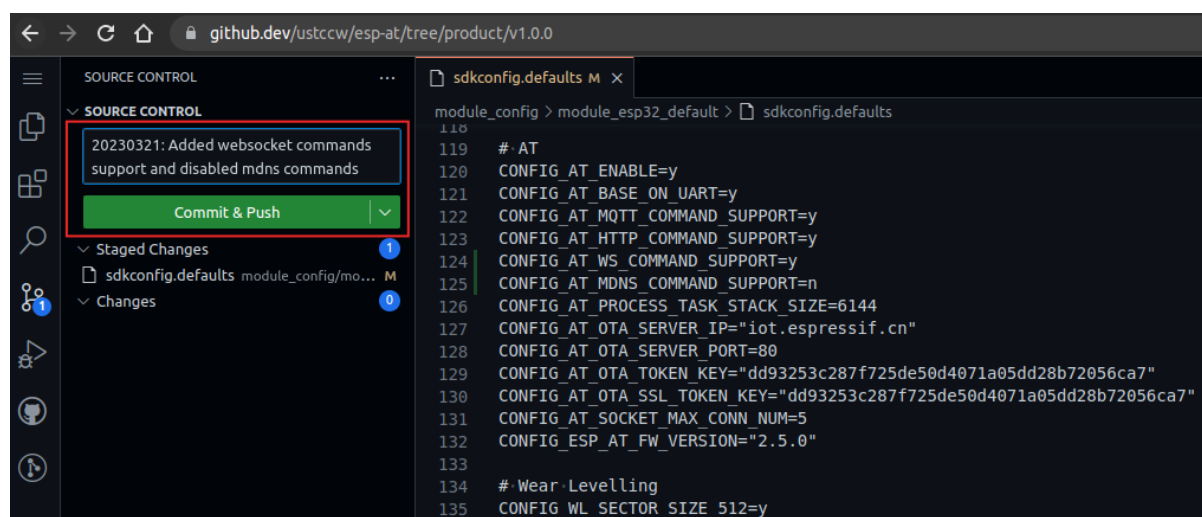 github.dev/ustccw/esp-at/tree/product/v1.0.0
SOURCE CONTROL
SOURCE CONTROL
20230321: Added websocket commands
support and disabled mdns commands
Commit & Push
Staged Changes 1
sdkconfig.defaults module_config/mo... M
Changes 0
1
sdkconfig.defaults M
module_config > module_esp32_default > sdkconfig.defaults
118
119 # AT
120 CONFIG_AT_ENABLE=y
121 CONFIG_AT_BASE_ON_UART=y
122 CONFIG_AT_MQTT_COMMAND_SUPPORT=y
123 CONFIG_AT_HTTP_COMMAND_SUPPORT=y
124 CONFIG_AT_WS_COMMAND_SUPPORT=y
125 CONFIG_AT_MDNS_COMMAND_SUPPORT=n
126 CONFIG_AT_PROCESS_TASK_STACK_SIZE=6144
127 CONFIG_AT_OTA_SERVER_IP="iot.espressif.cn"
128 CONFIG_AT_OTA_SERVER_PORT=80
129 CONFIG_AT_OTA_TOKEN_KEY="dd93253c287f725de50d4071a05dd28b72056ca7"
130 CONFIG_AT_OTA_SSL_TOKEN_KEY="dd93253c287f725de50d4071a05dd28b72056ca7"
131 CONFIG_AT_SOCKET_MAX_CONN_NUM=5
132 CONFIG_ESP_AT_FW_VERSION="2.5.0"
133
134 # Wear Levelling
135 CONFIG_WL_SECTOR_SIZE_512=y